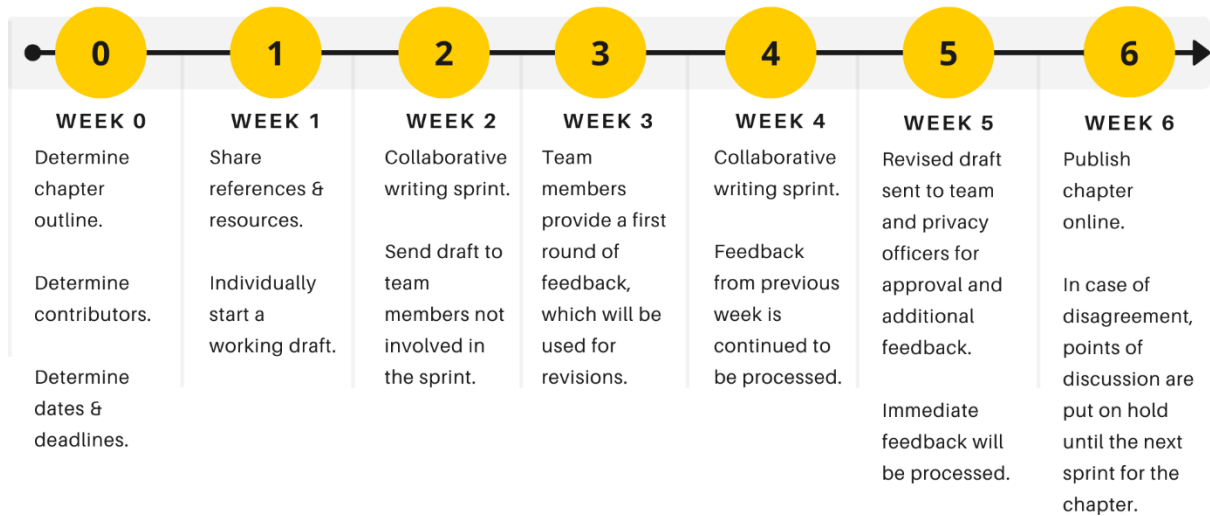 0
1
2
3
4
5
6
WEEK 0
Determine
chapter
outline.
Determine
contributors.
Determine
dates &
deadlines.
WEEK 1
Share
references &
resources.
Individually
start a
working draft.
WEEK 2
Collaborative
writing sprint.
Send draft to
team
members not
involved in
the sprint.
WEEK 3
Team
members
provide a first
round of
feedback,
which will be
used for
revisions.
WEEK 4
Collaborative
writing sprint.
Feedback
from previous
week is
continued to
be processed.
WEEK 5
Revised draft
sent to team
and privacy
officers for
approval and
additional
feedback.
Immediate
feedback will
be processed.
WEEK 6
Publish
chapter
online.
In case of
disagreement,
points of
discussion are
put on hold
until the next
sprint for the
chapter.